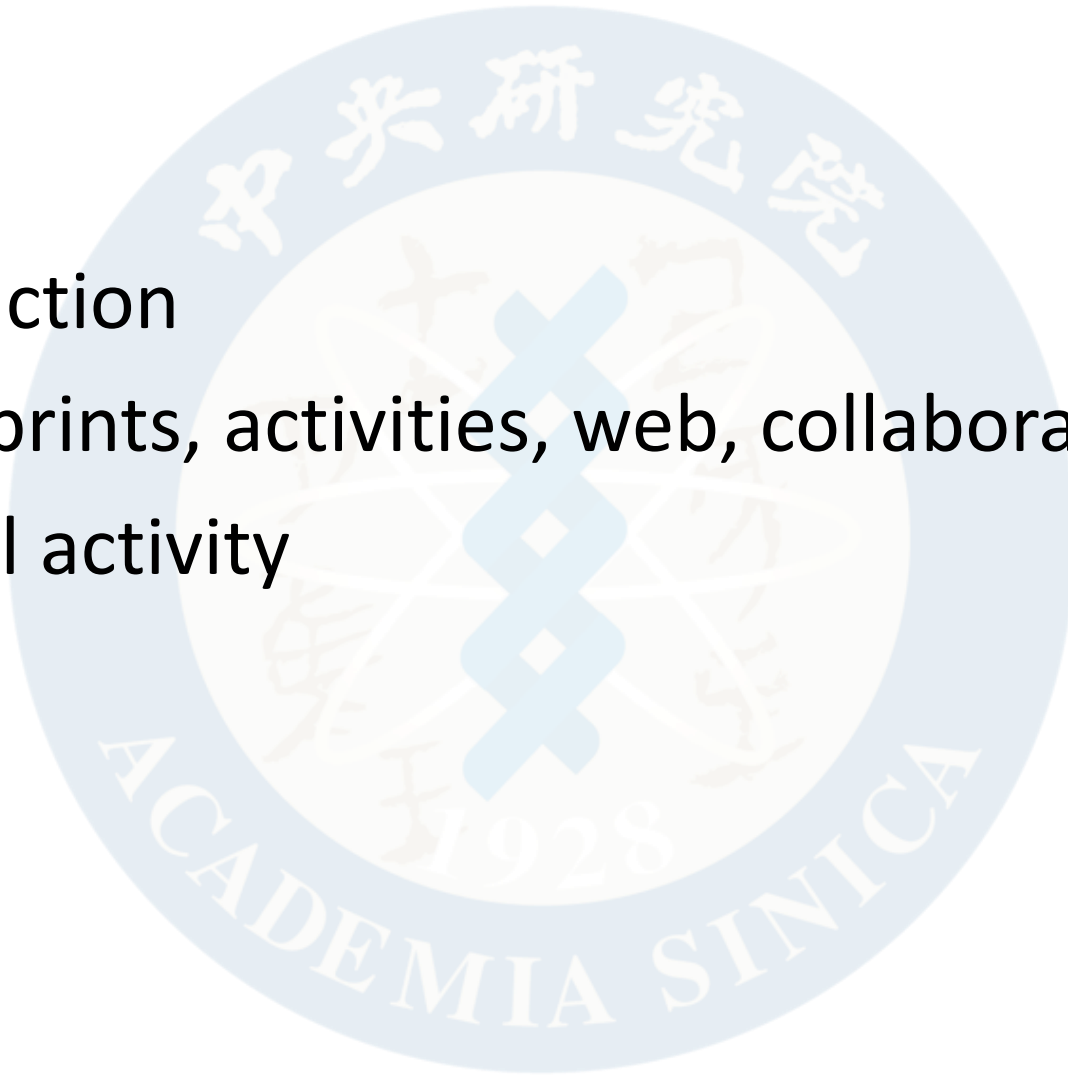 中央研究院
ction
prints, activities, web, collabora
l activity
1928
ACADEMIA SINICA